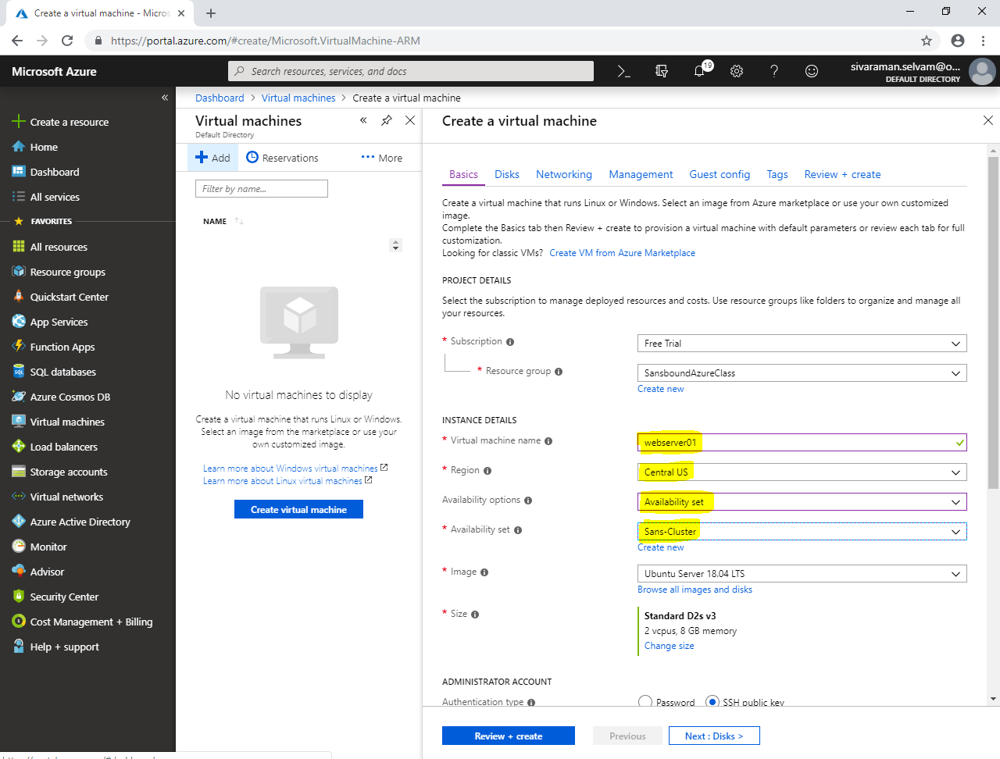 Create a virtual machine - Micros
https://portal.azure.com/#create/Microsoft.VirtualMachine-ARM
Microsoft Azure
Search resources, services, and docs
19
sivaraman.selvam@o...
DEFAULT DIRECTORY
Create a resource
Home
Dashboard
All services
FAVORITES
All resources
Resource groups
Quickstart Center
App Services
Function Apps
SQL databases
Azure Cosmos DB
Virtual machines
Load balancers
Storage accounts
Virtual networks
Azure Active Directory
Monitor
Advisor
Security Center
Cost Management + Billing
Help + support
Dashboard > Virtual machines > Create a virtual machine
Virtual machines
Default Directory
Add
Reservations
More
Filter by name...
NAME
No virtual machines to display
Create a virtual machine that runs Linux or Windows.
Select an image from the marketplace or use your
own customized image.
Learn more about Windows virtual machines
Learn more about Linux virtual machines
Create virtual machine
Create a virtual machine
Basics Disks Networking Management Guest config Tags Review + create
Create a virtual machine that runs Linux or Windows. Select an image from Azure marketplace or use your own customized
image.
Complete the Basics tab then Review + create to provision a virtual machine with default parameters or review each tab for full
customization.
Looking for classic VMs? Create VM from Azure Marketplace
PROJECT DETAILS
Select the subscription to manage deployed resources and costs. Use resource groups like folders to organize and manage all
your resources.
* Subscription Free Trial
* Resource group SansboundAzureClass
Create new
INSTANCE DETAILS
* Virtual machine name webserver01
* Region Central US
Availability options Availability set
* Availability set Sans-Cluster
Create new
* Image Ubuntu Server 18.04 LTS
Browse all images and disks
* Size Standard D2s v3
2 vcpus, 8 GB memory
Change size
ADMINISTRATOR ACCOUNT
Authentication type Password SSH public key
Review + create Previous Next : Disks >